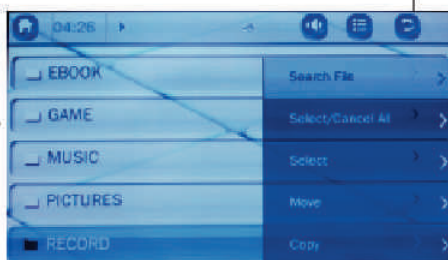 04:26
EBOOK
Search File
GAME
Select/Cancel All
MUSIC
Select
PICTURES
Move
RECORD
Copy